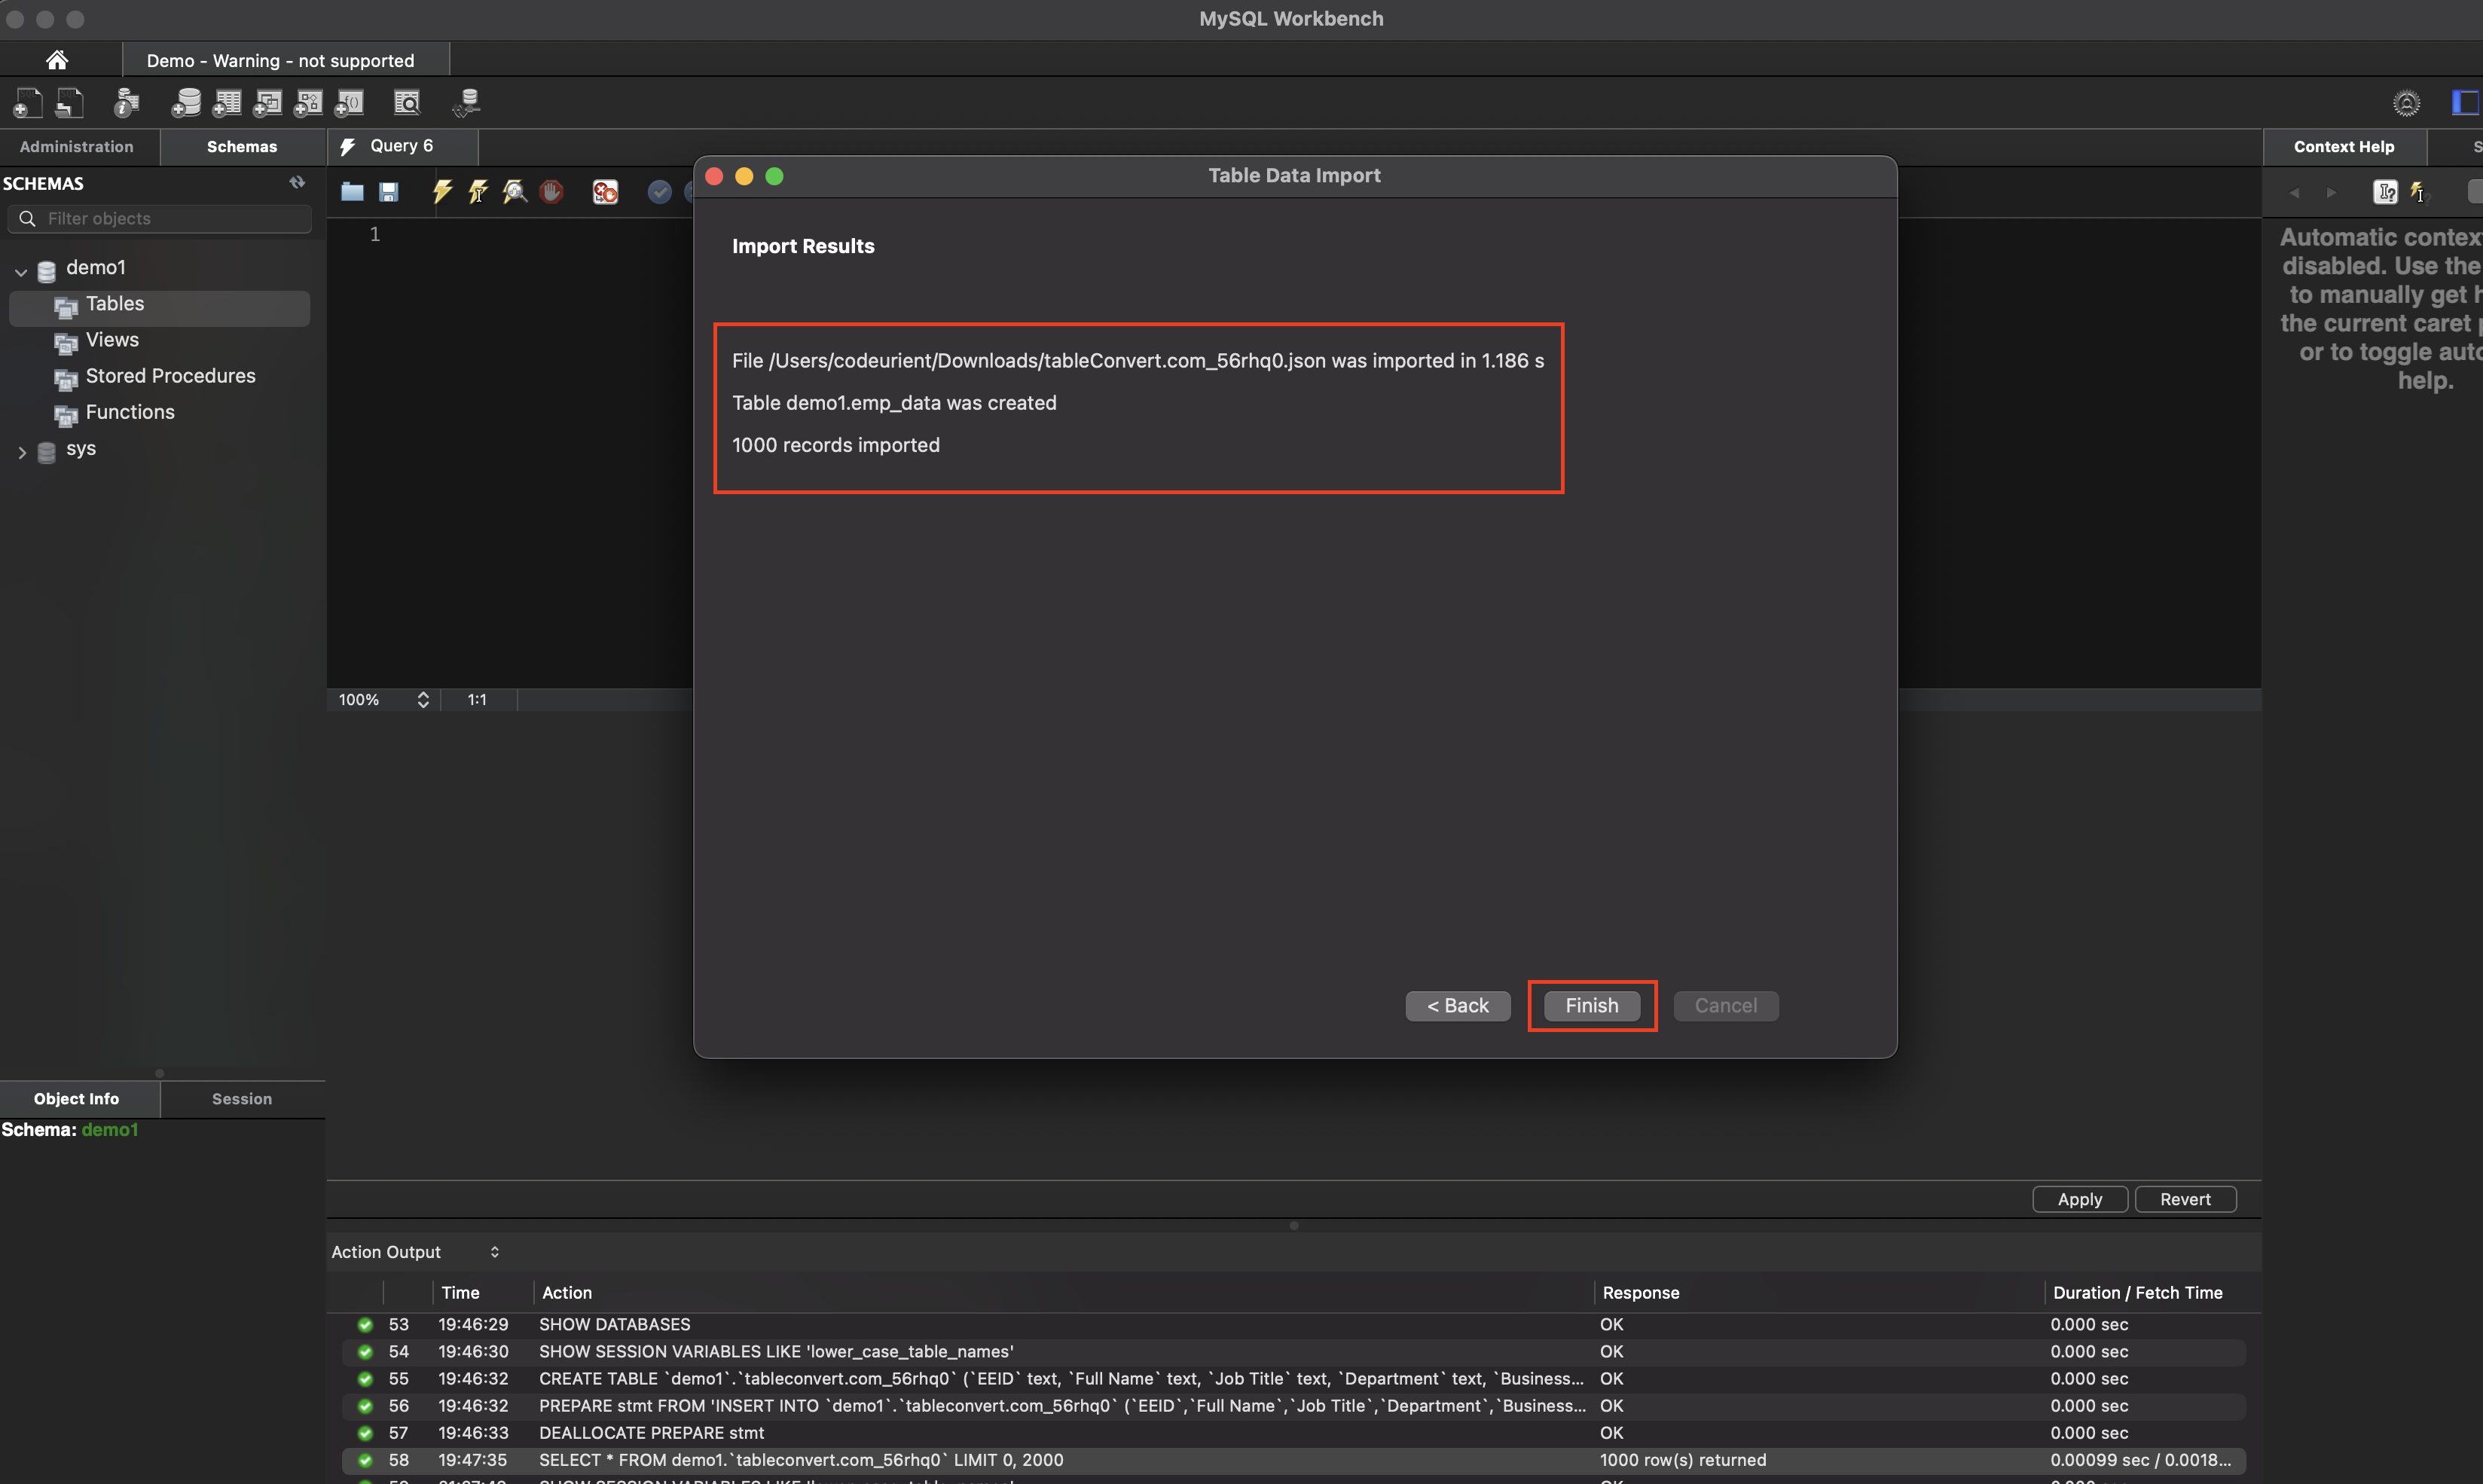 MySQL Workbench
Demo - Warning - not supported
Administration
Schemas
Query 6
Context Help
SCHEMAS
Filter objects
demo1
Tables
Views
Stored Procedures
Functions
sys
1
100%
1:1
Table Data Import
Import Results
File /Users/codeurient/Downloads/tableConvert.com_56rhq0.json was imported in 1.186 s
Table demo1.emp_data was created
1000 records imported
< Back
Finish
Cancel
Automatic
disabled. Use the
to manually get
the current caret
or to toggle
help.
Object Info
Session
Schema: demo1
Apply
Revert
Action Output
Time Action Response Duration / Fetch Time
53 19:46:29 SHOW DATABASES OK 0.000 sec
54 19:46:30 SHOW SESSION VARIABLES LIKE 'lower_case_table_names' OK 0.000 sec
55 19:46:32 CREATE TABLE `demo1`.`tableconvert.com_56rhq0` (`EEID` text, `Full Name` text, `Job Title` text, `Department` text, `Business... OK 0.000 sec
56 19:46:32 PREPARE stmt FROM 'INSERT INTO `demo1`.`tableconvert.com_56rhq0` (`EEID`,`Full Name`,`Job Title`,`Department`,`Business... OK 0.000 sec
57 19:46:33 DEALLOCATE PREPARE stmt OK 0.000 sec
58 19:47:35 SELECT * FROM demo1.`tableconvert.com_56rhq0` LIMIT 0, 2000 1000 row(s) returned 0.00099 sec / 0.0018...